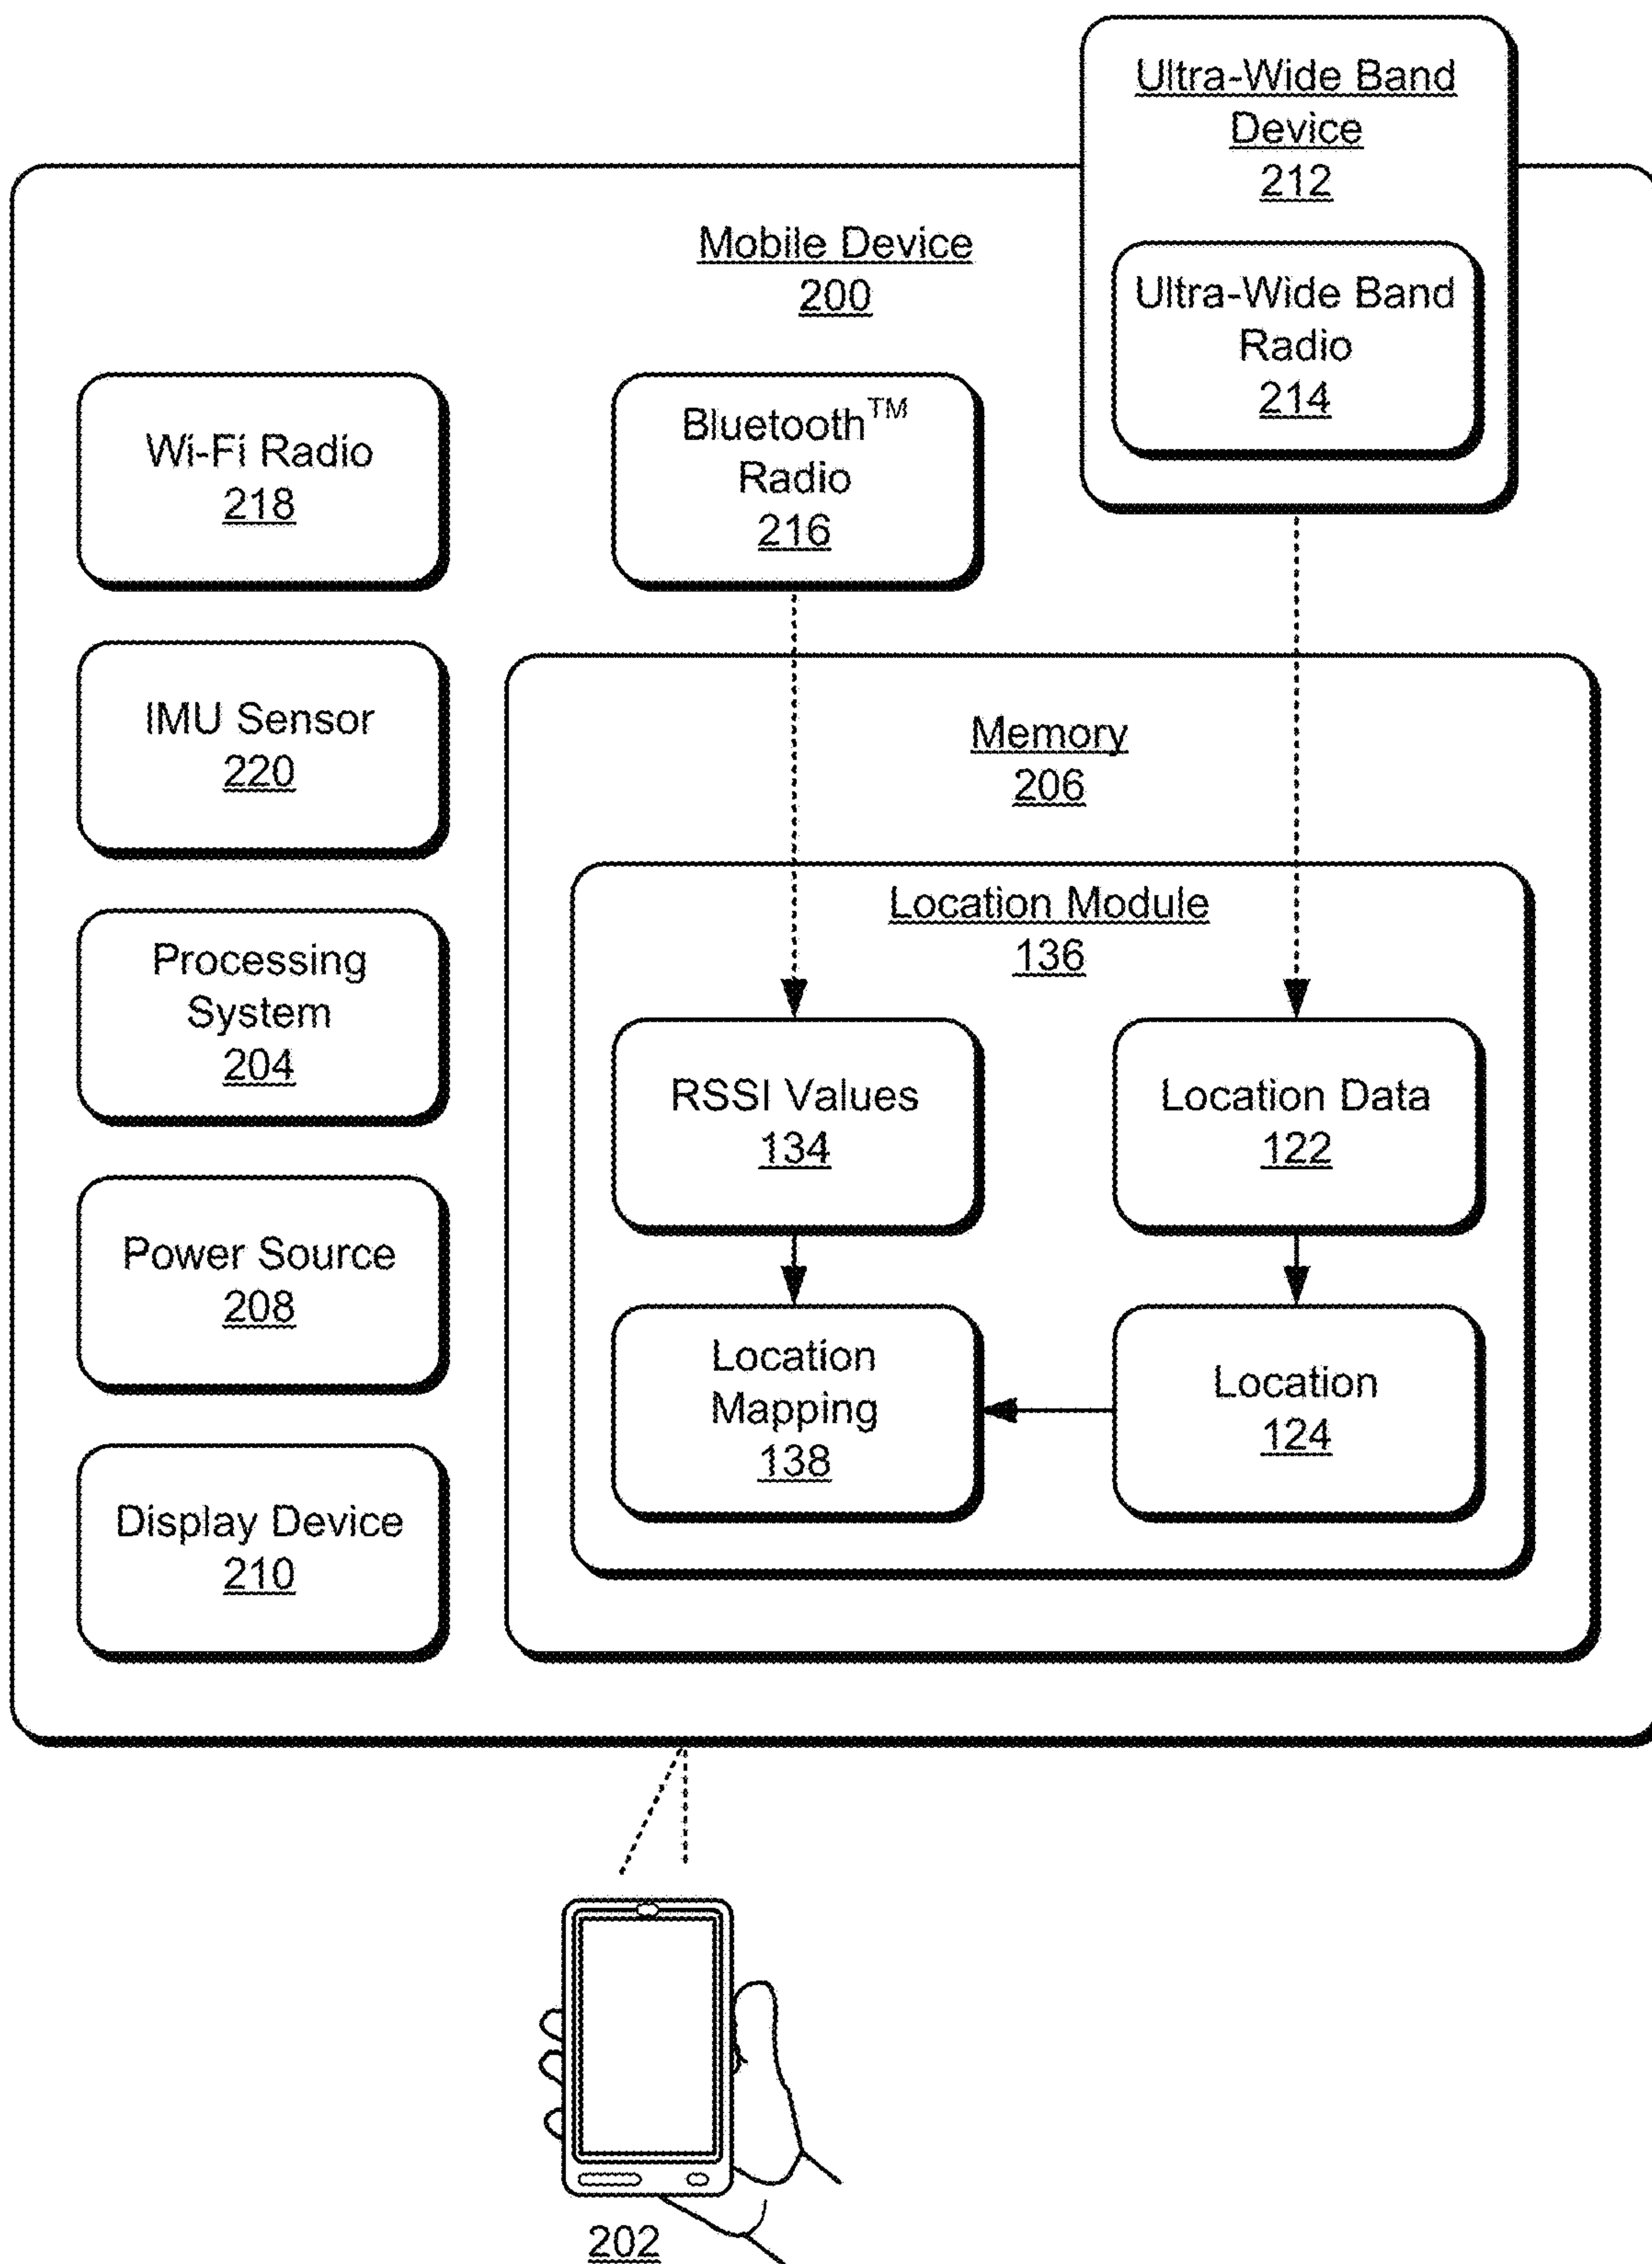 Ultra-Wide Band
Device
212
Ultra-Wide Band
Radio
214
Mobile Device
200
Wi-Fi Radio
218
Bluetooth™
Radio
216
IMU Sensor
220
Processing
System
204
Power Source
208
Display Device
210
Memory
206
Location Module
136
RSSI Values
134
Location Data
122
Location
Mapping
138
Location
124
202